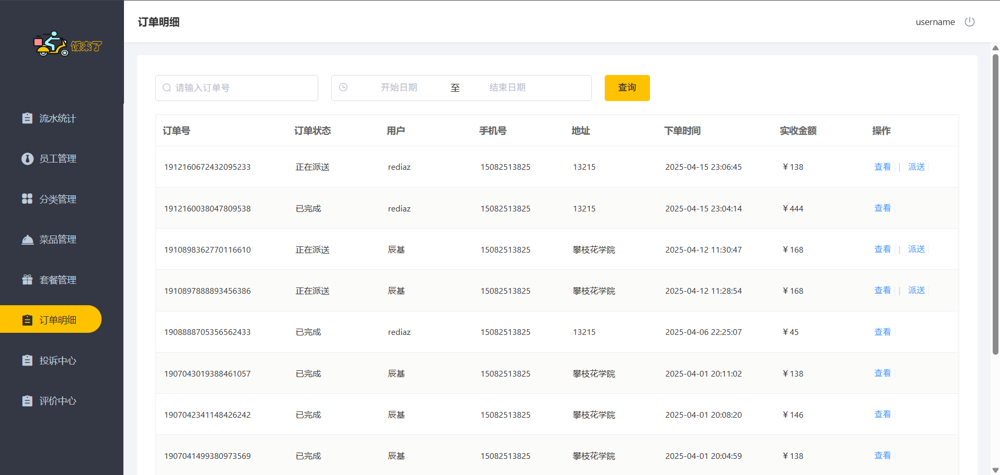 饭来了
订单明细
username
流水统计
员工管理
分类管理
菜品管理
套餐管理
订单明细
投诉中心
评价中心
请输入订单号 开始日期 至 结束日期 查询
订单号 订单状态 用户 手机号 地址 下单时间 实收金额 操作
1912160672432095233 正在派送 rediaz 15082513825 13215 2025-04-15 23:06:45 ¥138 查看 | 派送
1912160038047809538 已完成 rediaz 15082513825 13215 2025-04-15 23:04:14 ¥444 查看
1910898362770116610 正在派送 辰基 15082513825 攀枝花学院 2025-04-12 11:30:47 ¥168 查看 | 派送
1910897888893456386 正在派送 辰基 15082513825 攀枝花学院 2025-04-12 11:28:54 ¥168 查看 | 派送
1908888705356562433 已完成 rediaz 15082513825 13215 2025-04-06 22:25:07 ¥45 查看
1907043019388461057 已完成 辰基 15082513825 攀枝花学院 2025-04-01 20:11:02 ¥138 查看
1907042341148426242 已完成 辰基 15082513825 攀枝花学院 2025-04-01 20:08:20 ¥146 查看
1907041499380973569 已完成 辰基 15082513825 攀枝花学院 2025-04-01 20:04:59 ¥138 查看